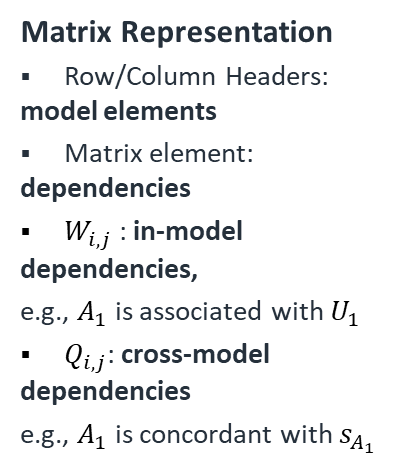 Matrix Representation
▪ Row/Column Headers:
model elements
▪ Matrix element:
dependencies
▪ W_{i,j} : in-model
dependencies,
e.g., A_1 is associated with U_1
▪ Q_{i,j}: cross-model
dependencies
e.g., A_1 is concordant with s_{A_1}